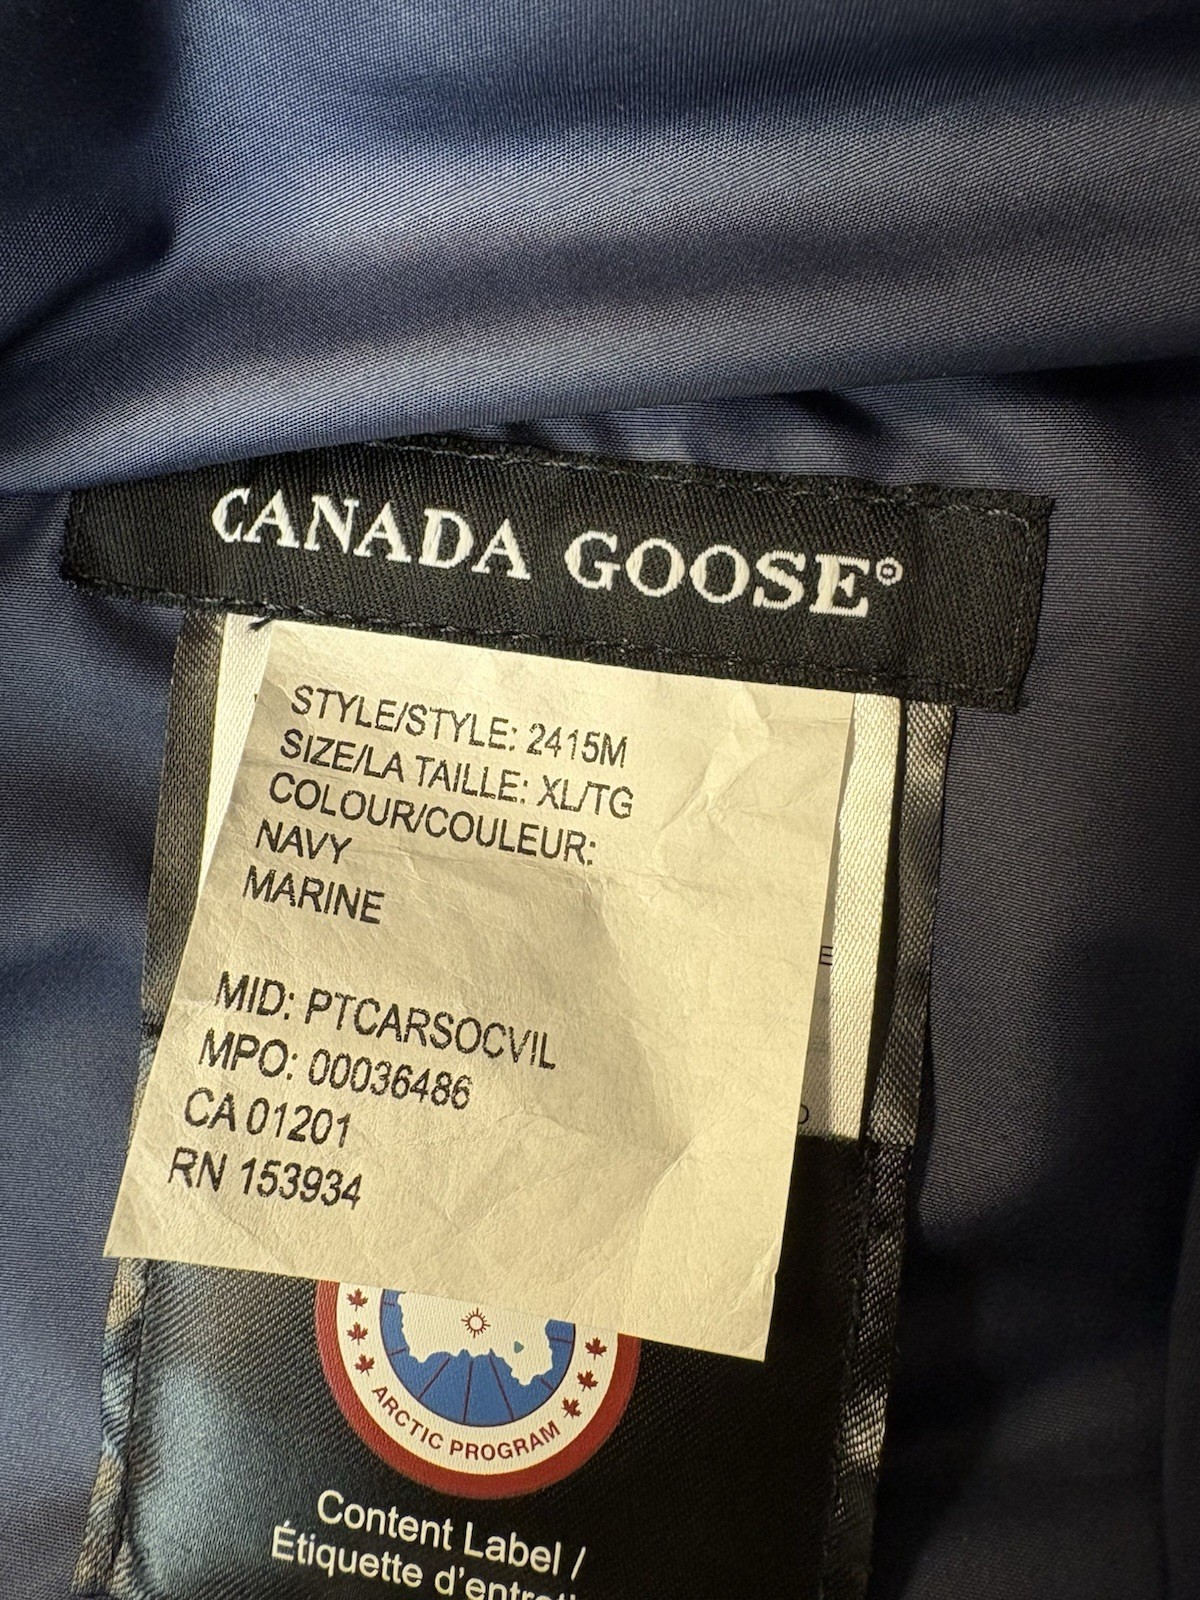 CANADA GOOSE®
STYLE/STYLE: 2415M
SIZE/LA TAILLE: XL/TG
COLOUR/COULEUR:
NAVY
MARINE
MID: PTCARSOCVIL
MPO: 00036486
CA 01201
RN 153934
ARCTIC PROGRAM
Content Label /
Étiquette